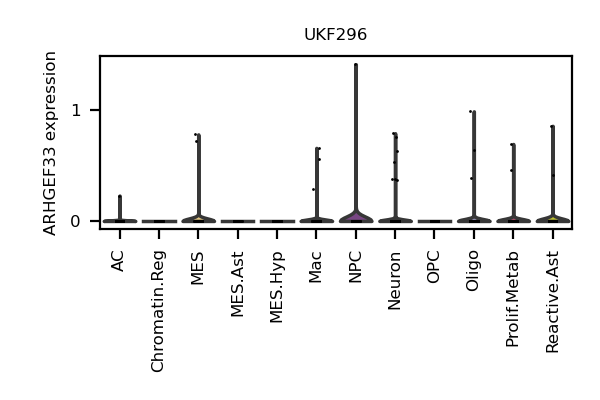 UKF296
ARHGEF33 expression
1
0
AC
Chromatin.Reg
MES
MES.Ast
MES.Hyp
Mac
NPC
Neuron
OPC
Oligo
Prolif.Metab
Reactive.Ast